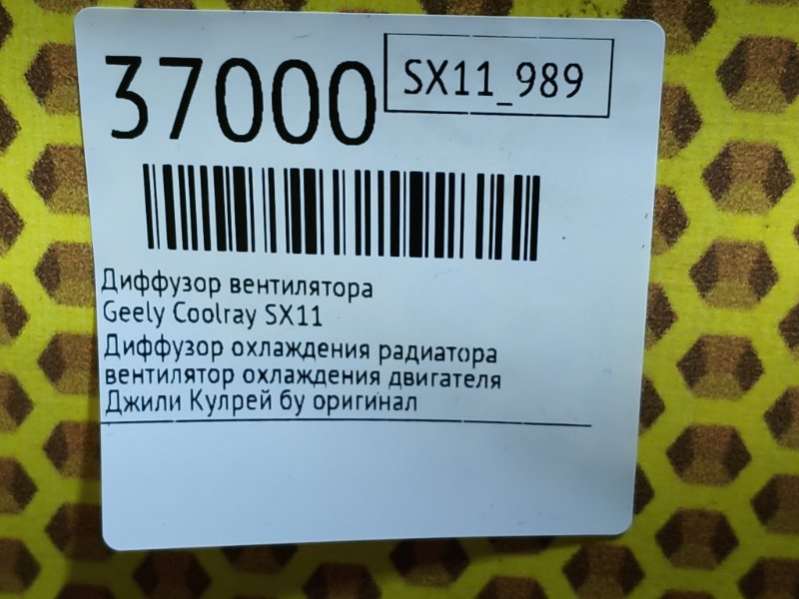 37000
SX11_989
Диффузор вентилятора
Geely Coolray SX11
Диффузор охлаждения радиатора
вентилятор охлаждения двигателя
Джили Кулрей бу оригинал